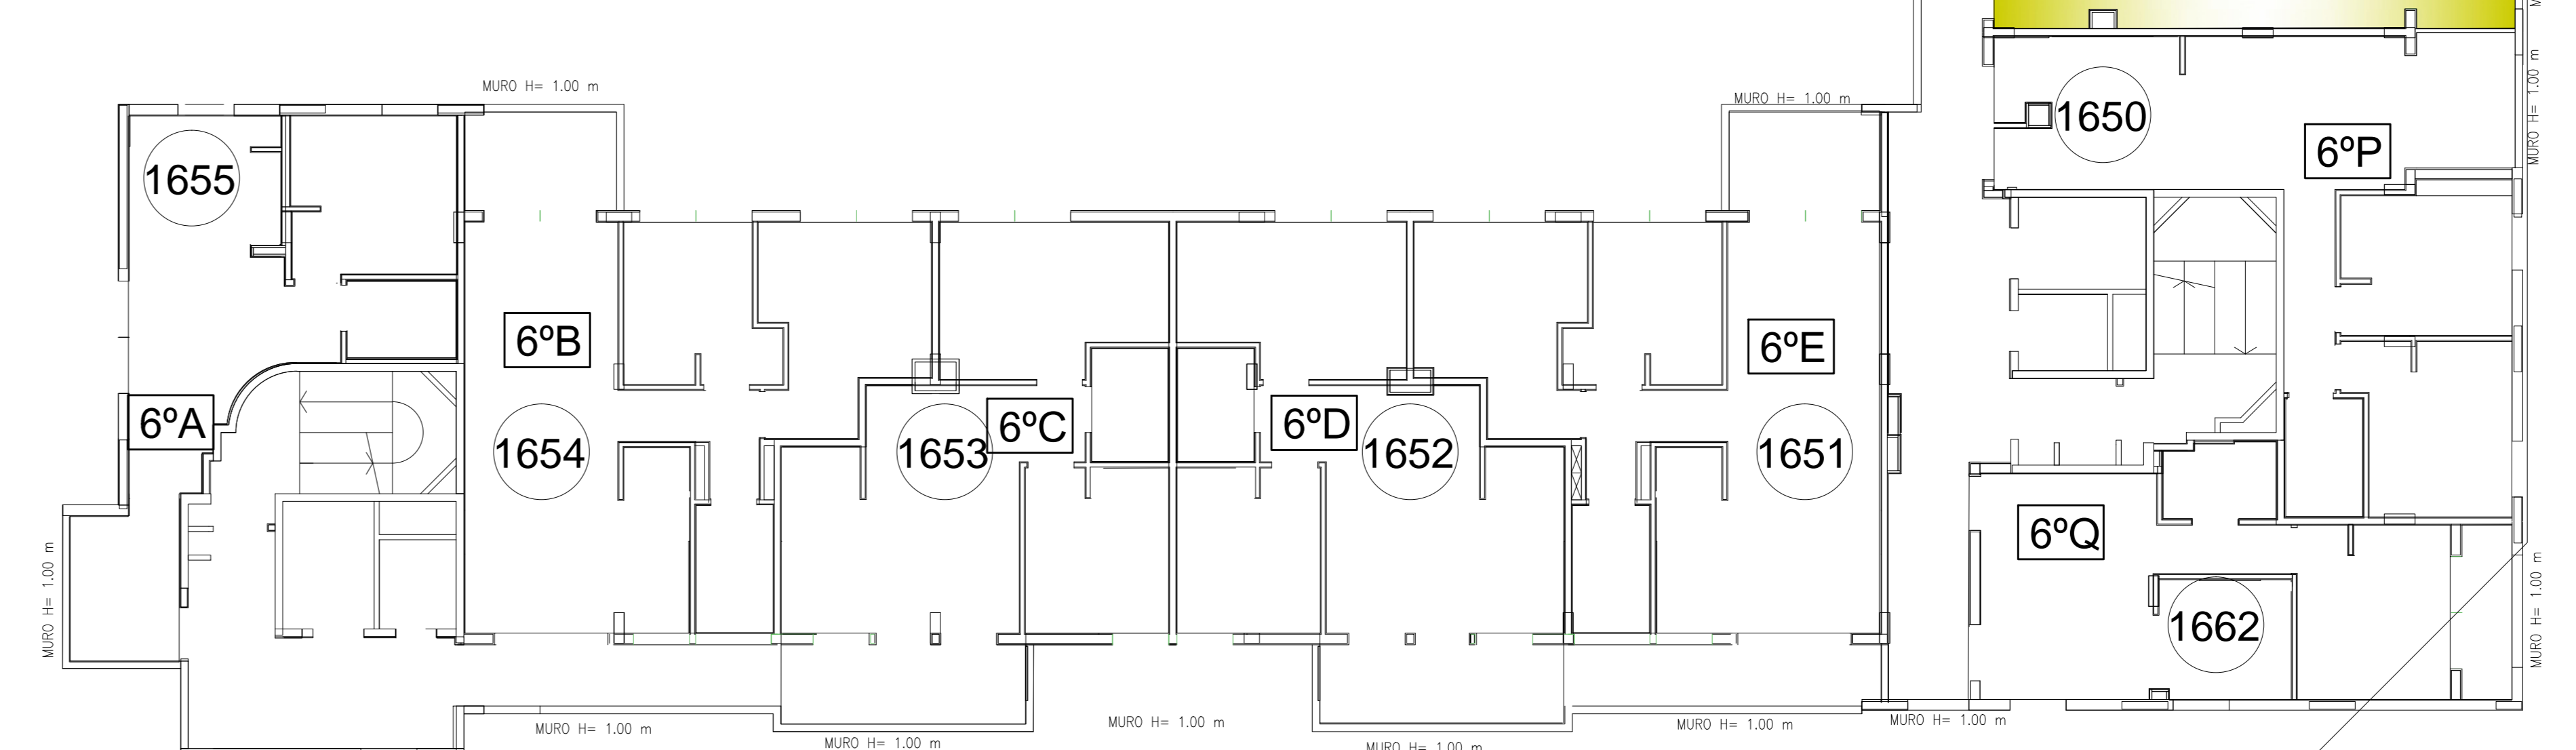 MURO H= 1.00 m
MURO H= 1.00 m
MURO H= 1.00 m
1650
6ºP
1655
6ºB
6ºE
6ºA
1654
1653
6ºC
6ºD
1652
1651
6ºQ
1662
MURO H= 1.00 m
MURO H= 1.00 m
MURO H= 1.00 m
MURO H= 1.00 m
MURO H= 1.00 m
MURO H= 1.00 m
MURO H= 1.00 m
MURO H= 1.00 m